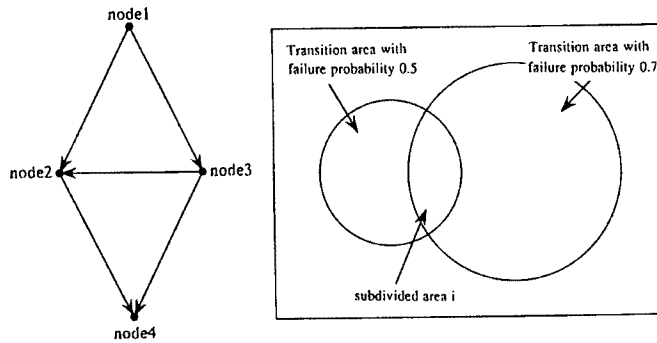 node1
node2
node3
node4
Transition area with
failure probability 0.5
Transition area with
failure probability 0.7
subdivided area i